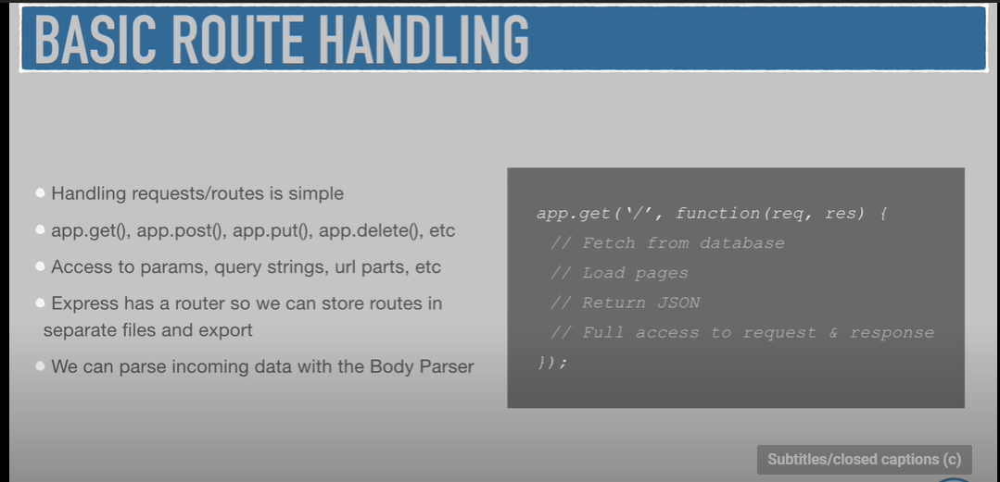 BASIC ROUTE HANDLING
Handling requests/routes is simple
app.get(), app.post(), app.put(), app.delete(), etc
Access to params, query strings, url parts, etc
Express has a router so we can store routes in
separate files and export
We can parse incoming data with the Body Parser
app.get(‘/’, function(req, res) {
// Fetch from database
// Load pages
// Return JSON
// Full access to request & response
});
Subtitles/closed captions (c)